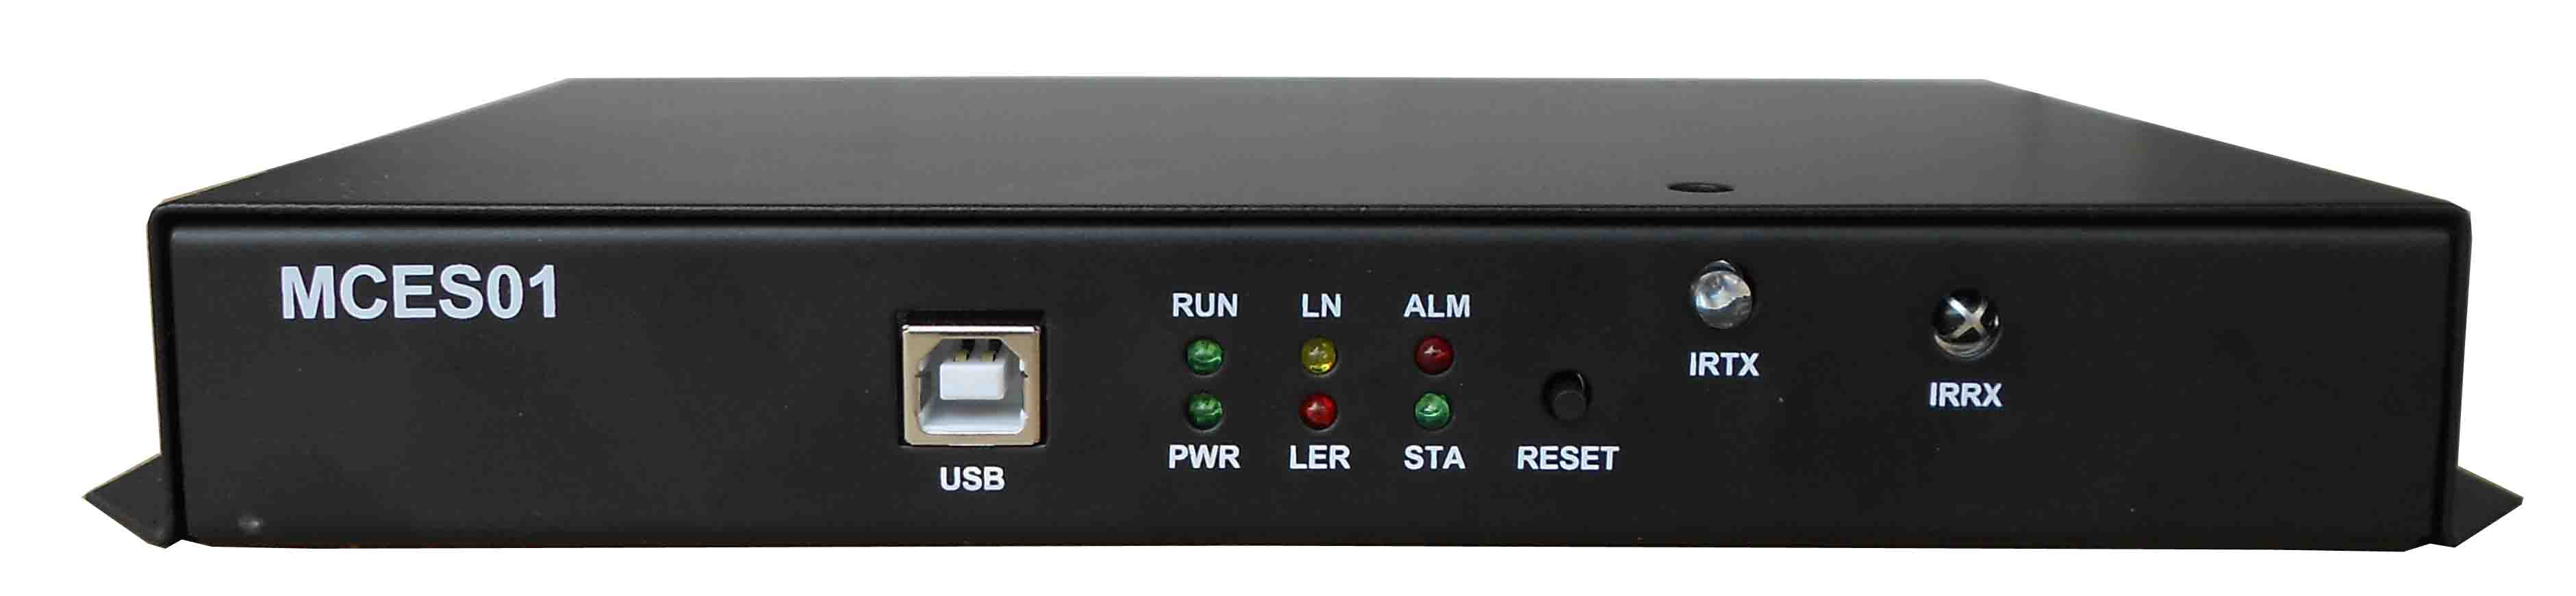 MCES01
RUN LN ALM
PWR LER STA
RESET
USB
IRTX
IRRX